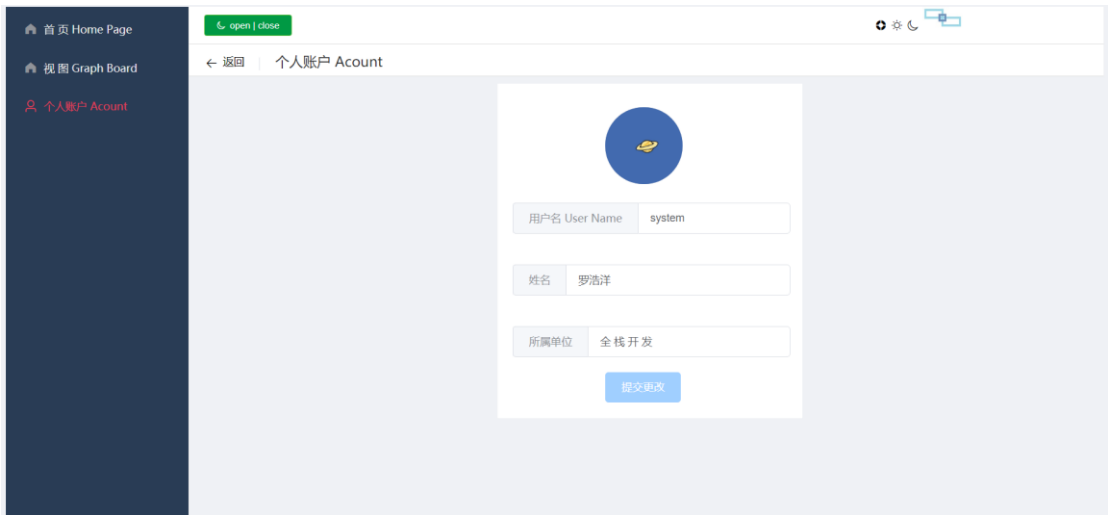 首页 Home Page
视图 Graph Board
个人账户 Acount
open | close
返回
个人账户 Acount
用户名 User Name system
姓名 罗浩洋
所属单位 全栈开发
提交更改